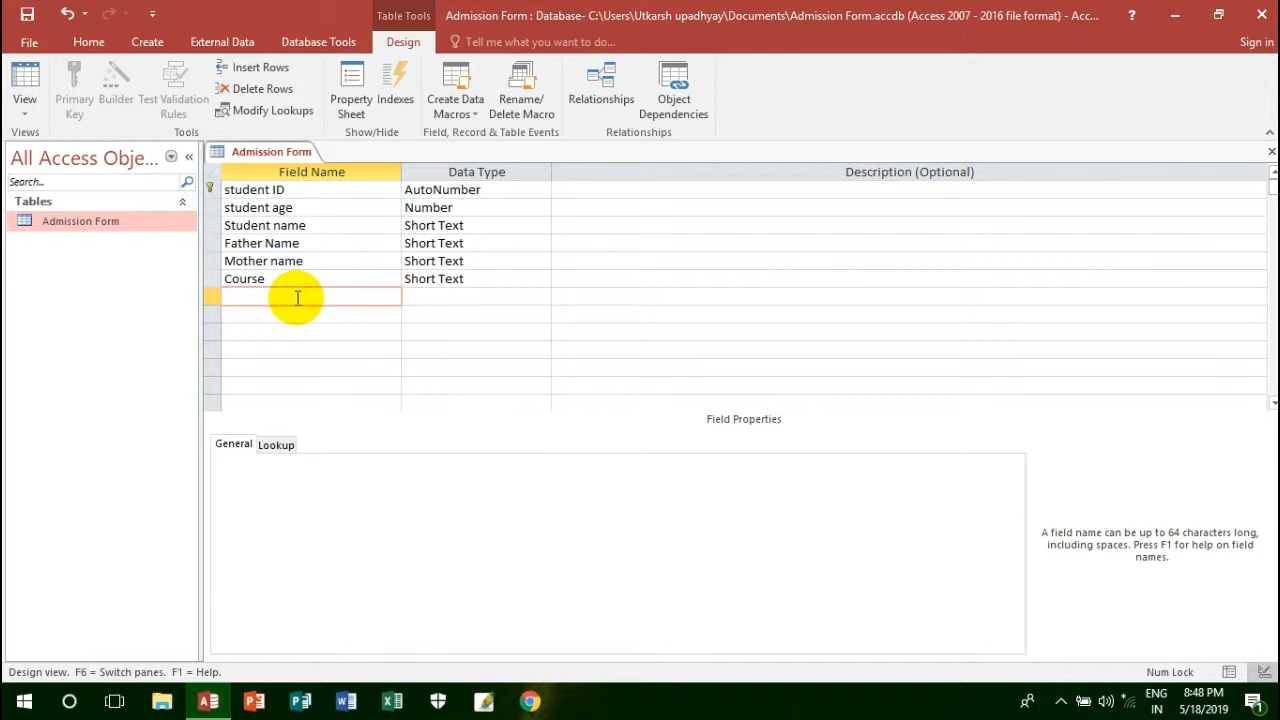 Table Tools
Admission Form : Database- C:\Users\Utkarsh upadhyay\Documents\Admission Form.accdb (Access 2007 - 2016 file format) - Acc...
?
File
Home
Create
External Data
Database Tools
Design
Tell me what you want to do...
Sign in
View
Primary Key
Builder
Test Validation Rules
Insert Rows
Delete Rows
Modify Lookups
Property Sheet
Indexes
Create Data Macros
Rename/ Delete Macro
Relationships
Object Dependencies
Views
Tools
Show/Hide
Field, Record & Table Events
Relationships
All Access Obje...
Search...
Tables
Admission Form
Admission Form
Field Name Data Type Description (Optional)
student ID AutoNumber
student age Number
Student name Short Text
Father Name Short Text
Mother name Short Text
Course Short Text
Field Properties
General Lookup
A field name can be up to 64 characters long,
including spaces. Press F1 for help on field
names.
Design view. F6 = Switch panes. F1 = Help.
Num Lock
ENG
IN
8:48 PM
5/18/2019
1